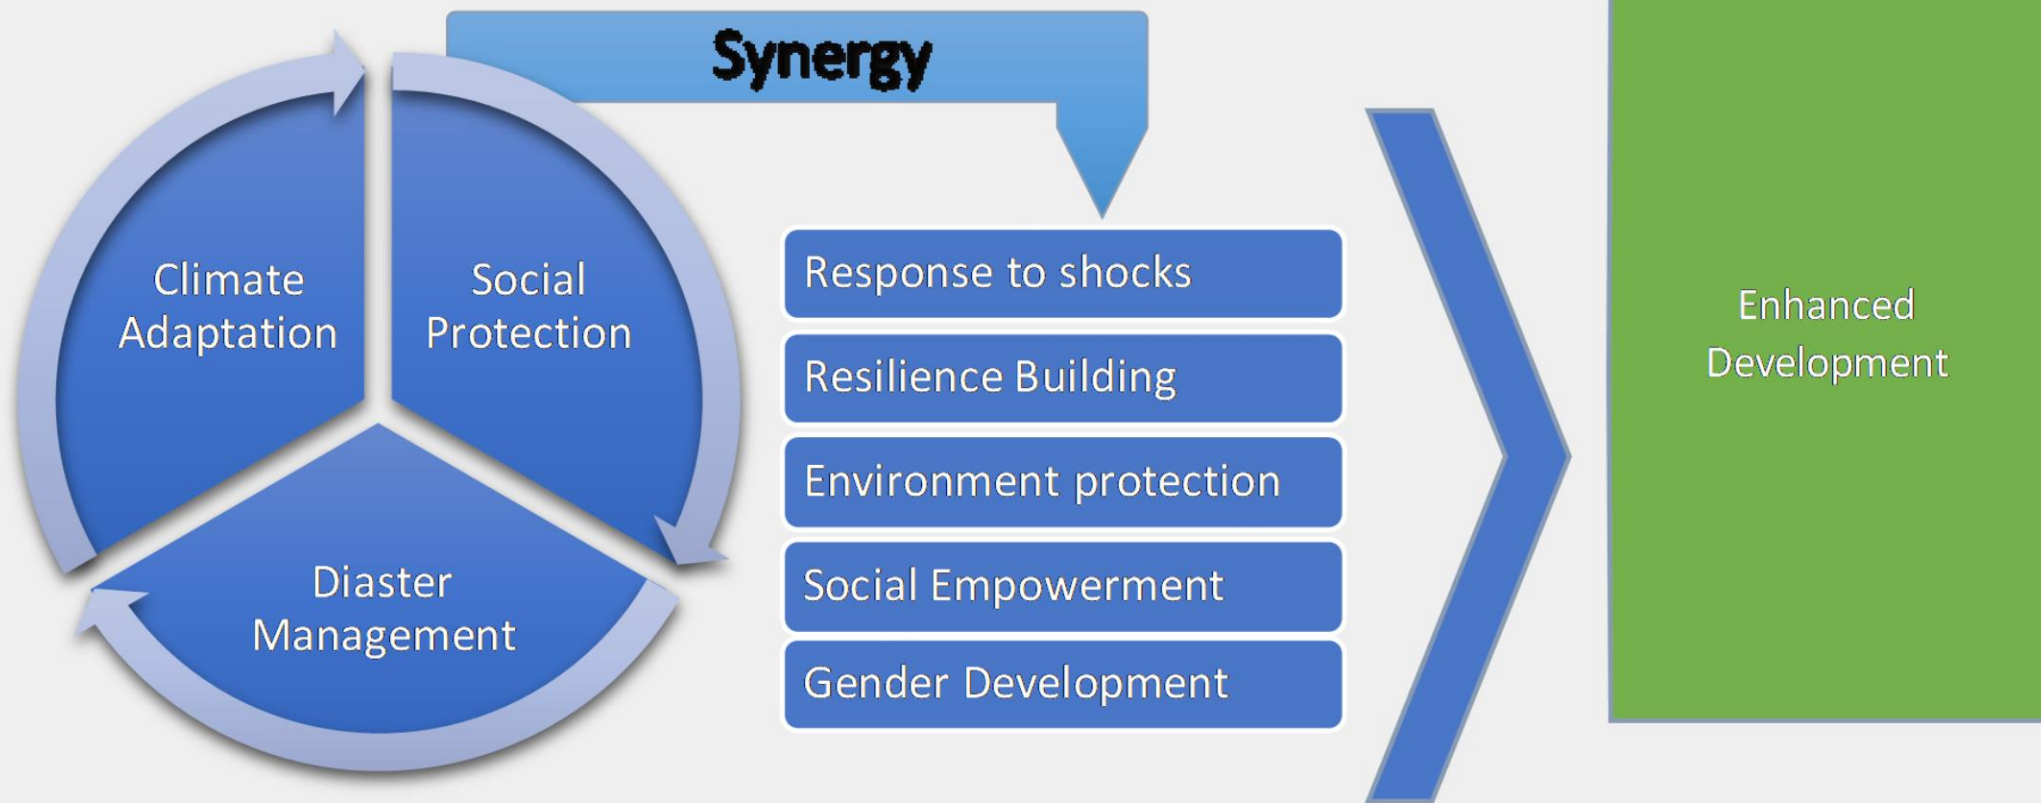 Synergy
Climate
Adaptation
Social
Protection
Diaster
Management
Response to shocks
Resilience Building
Environment protection
Social Empowerment
Gender Development
Enhanced
Development